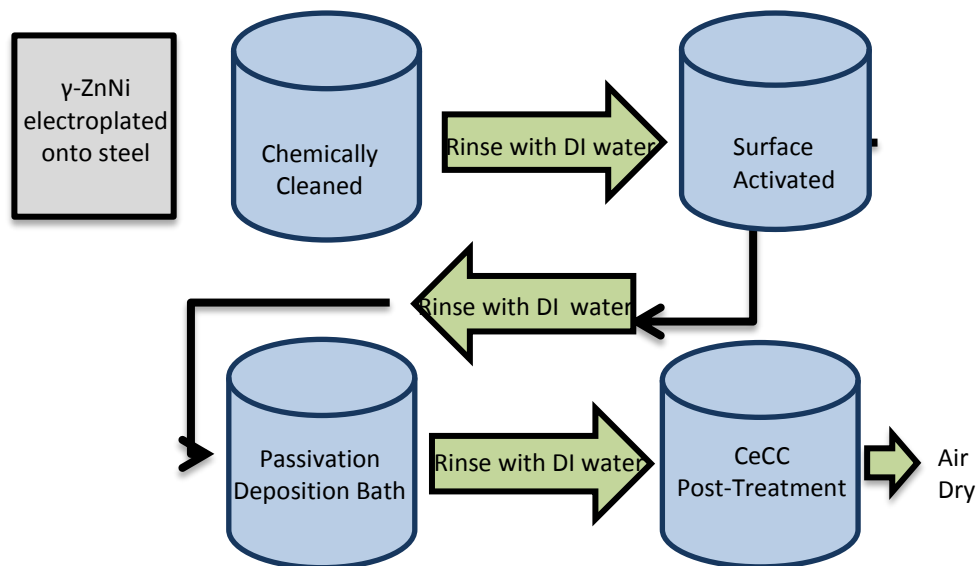 γ-ZnNi
electroplated
onto steel
Chemically
Cleaned
Rinse with DI water
Surface
Activated
Rinse with DI  water
Passivation
Deposition Bath
Rinse with DI water
CeCC
Post-Treatment
Air
Dry